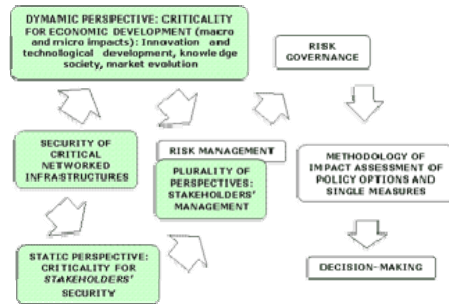 DYNAMIC PERSPECTIVE: CRITICALITY
FOR ECONOMIC DEVELOPMENT (macro
and micro impacts): Innovation and
technological development, knowledge
society, market evolution
RISK
GOVERNANCE
SECURITY OF
CRITICAL
NETWORKED
INFRASTRUCTURES
RISK MANAGEMENT
PLURALITY OF
PERSPECTIVES:
STAKEHOLDERS'
MANAGEMENT
METHODOLOGY OF
IMPACT ASSESSMENT OF
POLICY OPTIONS AND
SINGLE MEASURES
STATIC PERSPECTIVE:
CRITICALITY FOR
STAKEHOLDERS'
SECURITY
DECISION-MAKING